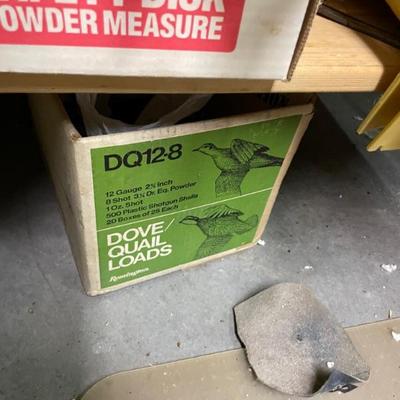 POWDER MEASURE
DQ12-8
12 Gauge 2¾ Inch
8 Shot 3¼ Dr. Eq. Powder
1 Oz. Shot
500 Plastic Shotgun Shells
20 Boxes of 25 Each
DOVE/
QUAIL
LOADS
Remington